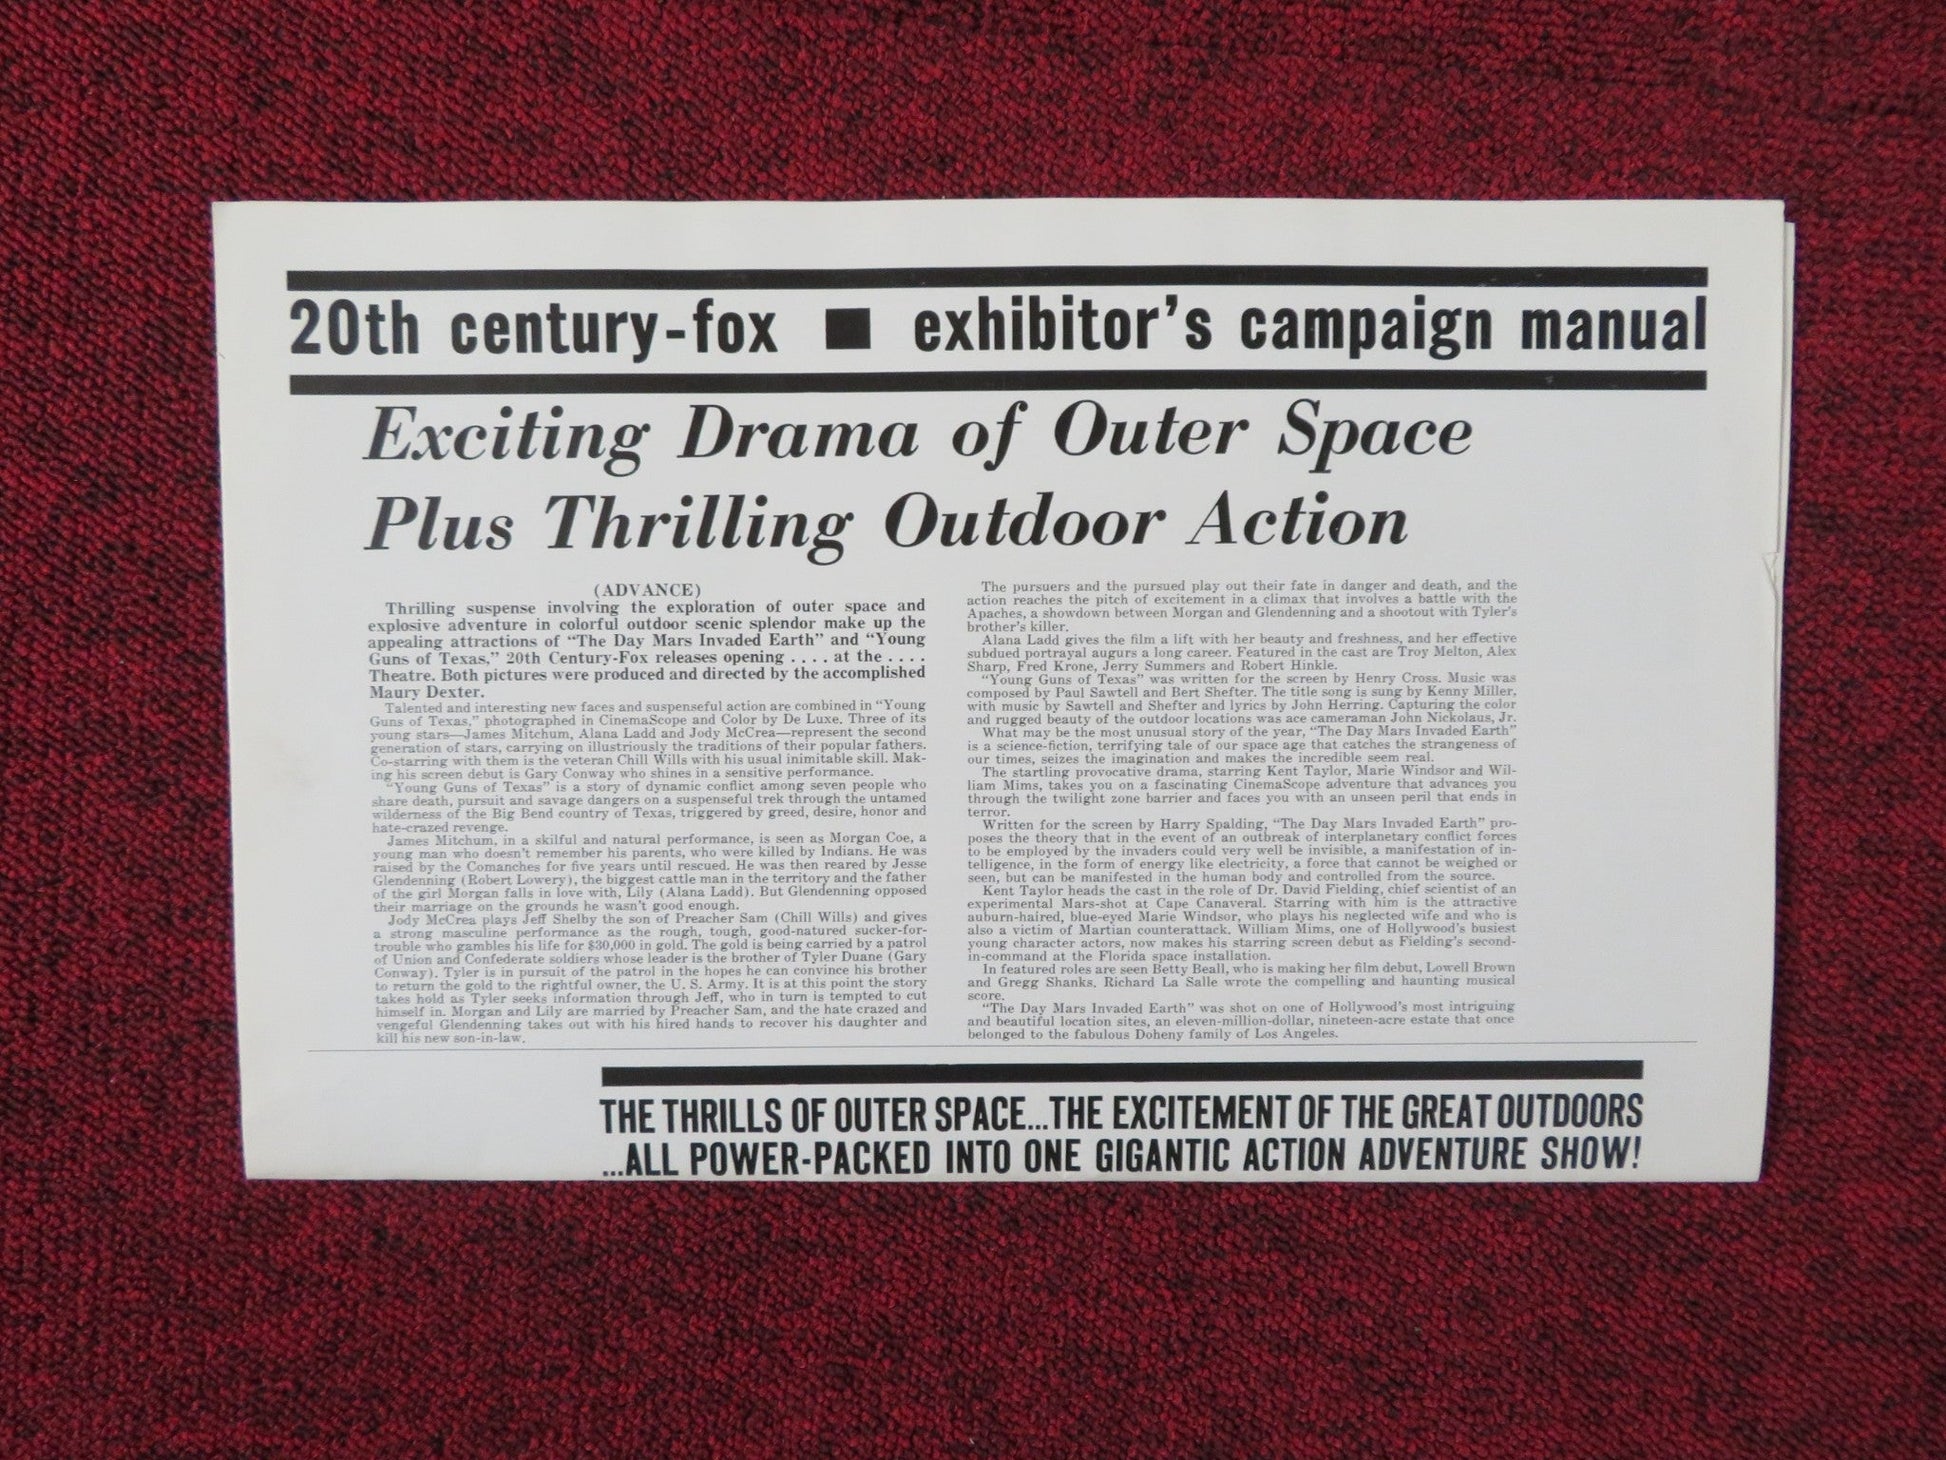 20th century-fox ■ exhibitor's campaign manual
Exciting Drama of Outer Space
Plus Thrilling Outdoor Action
(ADVANCE)
Thrilling suspense involving the exploration of outer space and
explosive adventure in colorful outdoor scenic splendor make up the
appealing attractions of “The Day Mars Invaded Earth” and “Young
Guns of Texas,” 20th Century-Fox releases opening . . . . at the . . . .
Theatre. Both pictures were produced and directed by the accomplished
Maury Dexter.
Talented and interesting new faces and suspenseful action are combined in “Young
Guns of Texas,” photographed in CinemaScope and Color by De Luxe. Three of its
young stars—James Mitchum, Alana Ladd and Jody McCrea—represent the second
generation of stars, carrying on illustriously the traditions of their popular fathers.
Co-starring with them is the veteran Chill Wills with his usual inimitable skill. Mak-
ing his screen debut is Gary Conway who shines in a sensitive performance.
“Young Guns of Texas” is a story of dynamic conflict among seven people who
share death, pursuit and savage dangers on a suspenseful trek through the untamed
wilderness of the Big Bend country of Texas, triggered by greed, desire, honor and
hate-crazed revenge.
James Mitchum, in a skilful and natural performance, is seen as Morgan Coe, a
young man who doesn't remember his parents, who were killed by Indians. He was
raised by the Comanches for five years until rescued. He was then reared by Jesse
Glendenning (Robert Lowery), the biggest cattle man in the territory and the father
of the girl Morgan falls in love with, Lily (Alana Ladd). But Glendenning opposed
their marriage on the grounds he wasn't good enough.
Jody McCrea plays Jeff Shelby the son of Preacher Sam (Chill Wills) and gives
a strong masculine performance as the rough, tough, good-natured sucker-for-
trouble who gambles his life for $30,000 in gold. The gold is being carried by a patrol
of Union and Confederate soldiers whose leader is the brother of Tyler Duane (Gary
Conway). Tyler is in pursuit of the patrol in the hopes he can convince his brother
to return the gold to the rightful owner, the U. S. Army. It is at this point the story
takes hold as Tyler seeks information through Jeff, who in turn is tempted to cut
himself in. Morgan and Lily are married by Preacher Sam, and the hate crazed and
vengeful Glendenning takes out with his hired hands to recover his daughter and
kill his new son-in-law.
The pursuers and the pursued play out their fate in danger and death, and the
action reaches the pitch of excitement in a climax that involves a battle with the
Apaches, a showdown between Morgan and Glendenning and a shootout with Tyler's
brother's killer.
Alana Ladd gives the film a lift with her beauty and freshness, and her effective
subdued portrayal augurs a long career. Featured in the cast are Troy Melton, Alex
Sharp, Fred Krone, Jerry Summers and Robert Hinkle.
“Young Guns of Texas” was written for the screen by Henry Cross. Music was
composed by Paul Sawtell and Bert Shefter. The title song is sung by Kenny Miller,
with music by Sawtell and Shefter and lyrics by John Herring. Capturing the color
and rugged beauty of the outdoor locations was ace cameraman John Nickolaus, Jr.
What may be the most unusual story of the year, “The Day Mars Invaded Earth”
is a science-fiction, terrifying tale of our space age that catches the strangeness of
our times, seizes the imagination and makes the incredible seem real.
The startling provocative drama, starring Kent Taylor, Marie Windsor and Wil-
liam Mims, takes you on a fascinating CinemaScope adventure that advances you
through the twilight zone barrier and faces you with an unseen peril that ends in
terror.
Written for the screen by Harry Spalding, “The Day Mars Invaded Earth” pro-
poses the theory that in the event of an outbreak of interplanetary conflict forces
to be employed by the invaders could very well be invisible, a manifestation of in-
telligence, in the form of energy like electricity, a force that cannot be weighed or
seen, but can be manifested in the human body and controlled from the source.
Kent Taylor heads the cast in the role of Dr. David Fielding, chief scientist of an
experimental Mars-shot at Cape Canaveral. Starring with him is the attractive
auburn-haired, blue-eyed Marie Windsor, who plays his neglected wife and who is
also a victim of Martian counterattack. William Mims, one of Hollywood's busiest
young character actors, now makes his starring screen debut as Fielding's second-
in-command at the Florida space installation.
In featured roles are seen Betty Beall, who is making her film debut, Lowell Brown
and Gregg Shanks. Richard La Salle wrote the compelling and haunting musical
score.
“The Day Mars Invaded Earth” was shot on one of Hollywood's most intriguing
and beautiful location sites, an eleven-million-dollar, nineteen-acre estate that once
belonged to the fabulous Doheny family of Los Angeles.
THE THRILLS OF OUTER SPACE...THE EXCITEMENT OF THE GREAT OUTDOORS
...ALL POWER-PACKED INTO ONE GIGANTIC ACTION ADVENTURE SHOW!